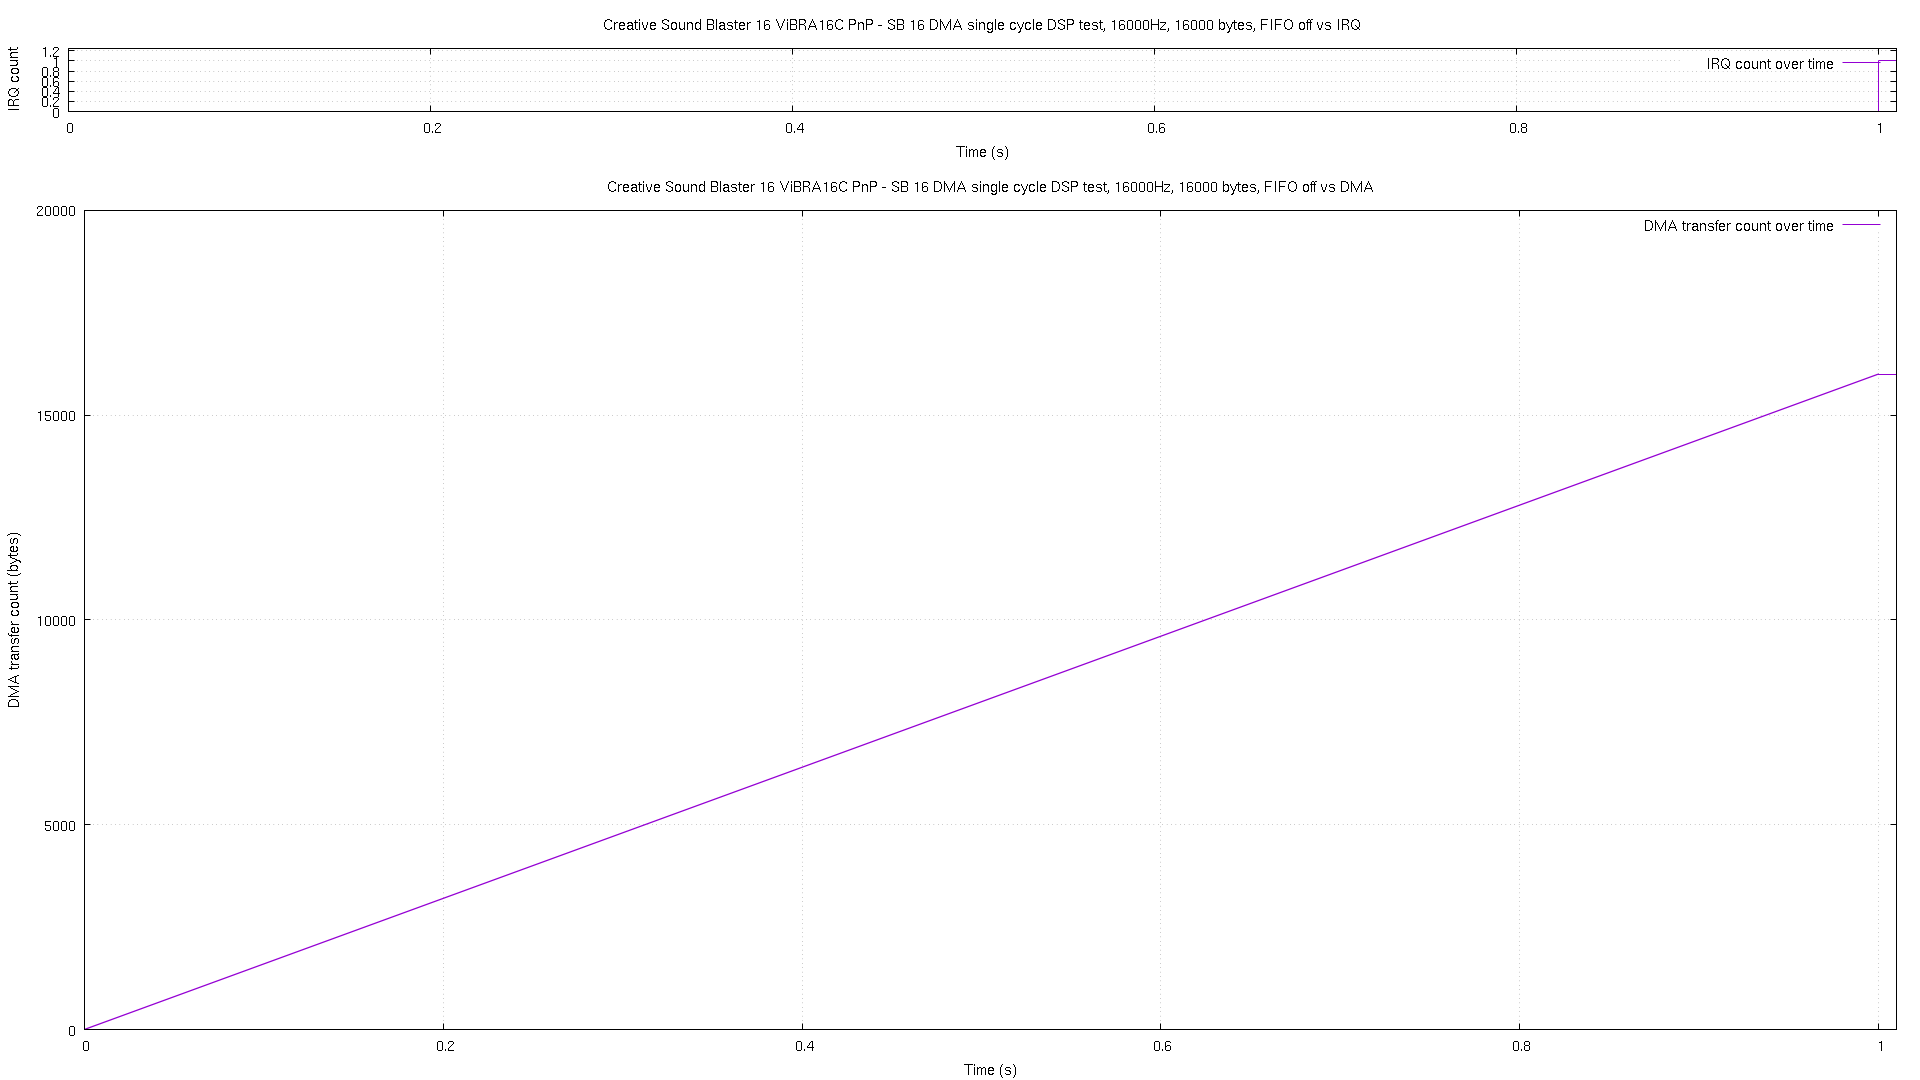 Creative Sound Blaster 16 ViBRA16C PnP - SB 16 DMA single cycle DSP test, 16000Hz, 16000 bytes, FIFO off vs IRQ
IRQ count
1.2
1
0.8
0.6
0.4
0.2
0
IRQ count over time
0 0.2 0.4 0.6 0.8 1
Time (s)
Creative Sound Blaster 16 ViBRA16C PnP - SB 16 DMA single cycle DSP test, 16000Hz, 16000 bytes, FIFO off vs DMA
DMA transfer count (bytes)
20000
DMA transfer count over time
15000
10000
5000
0
0 0.2 0.4 0.6 0.8 1
Time (s)